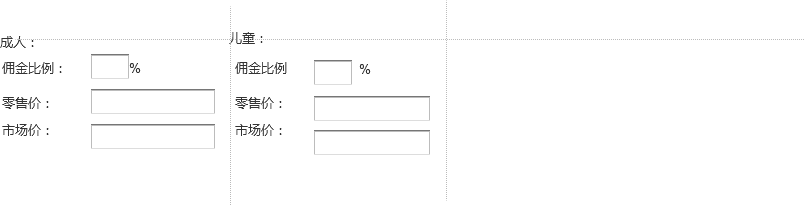 成人： 儿童：
佣金比例： % 佣金比例 %
零售价： 零售价：
市场价： 市场价：